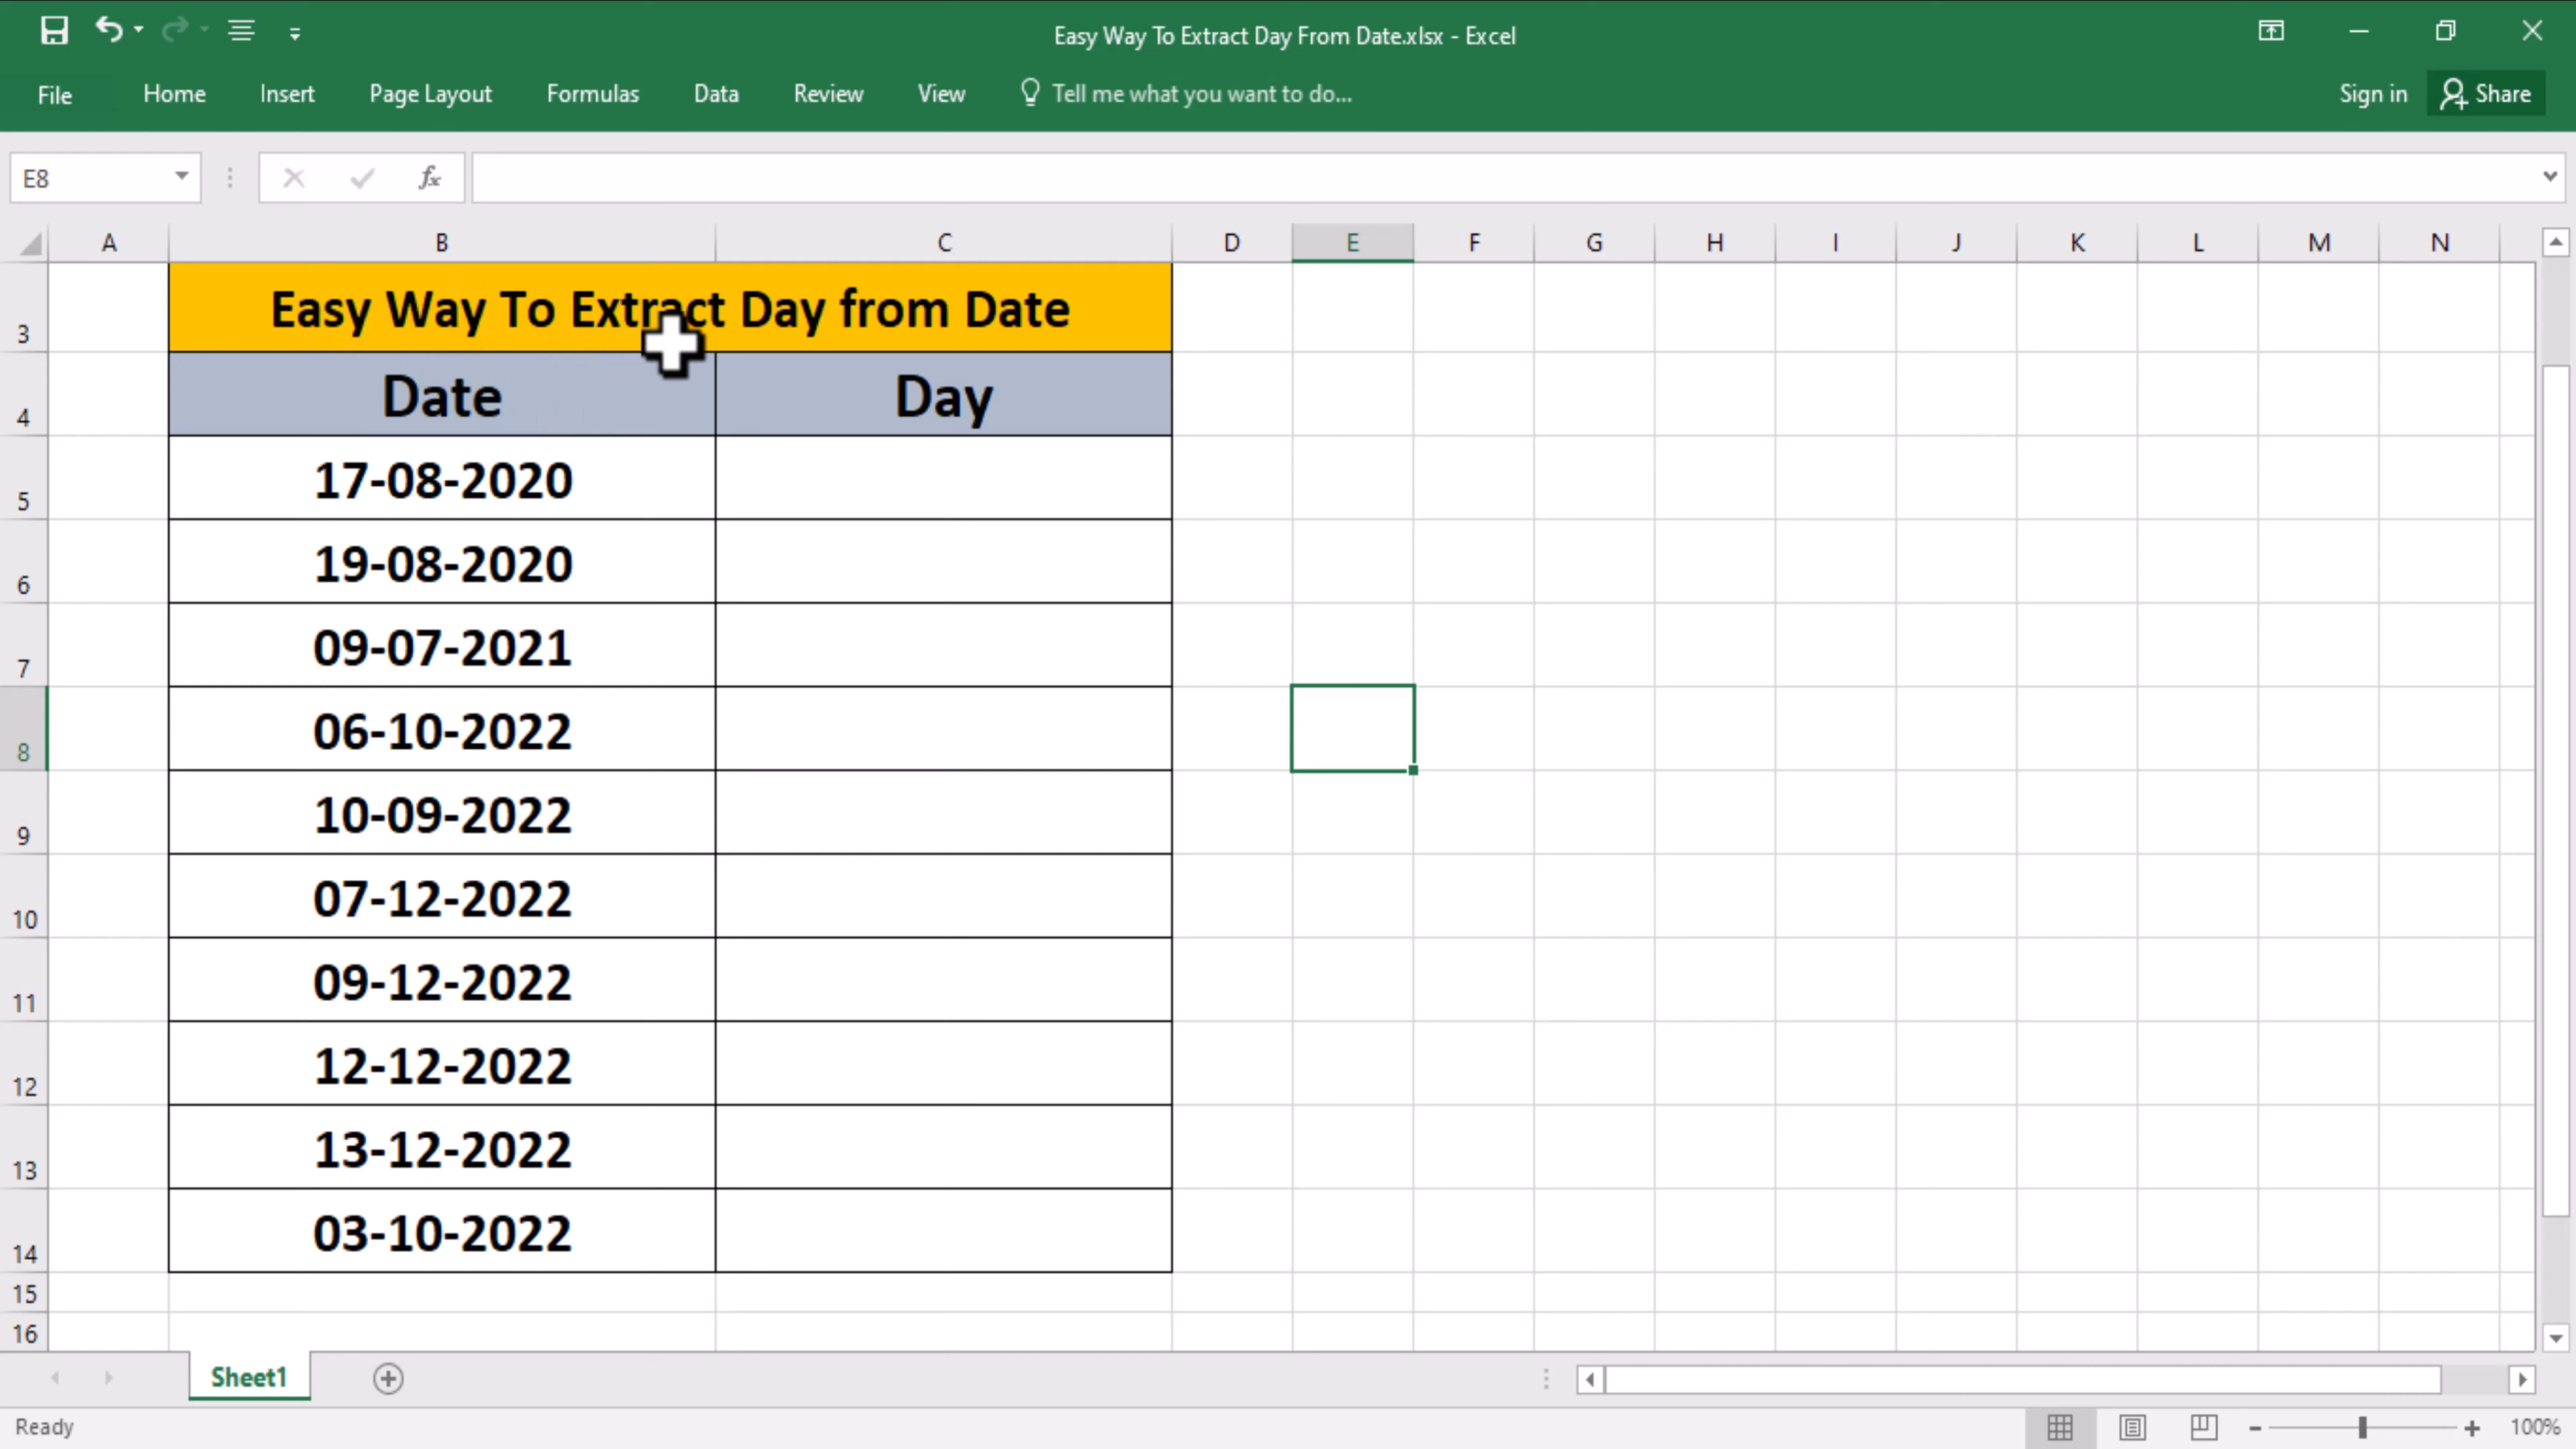 Easy Way To Extract Day From Date.xlsx - Excel
File Home Insert Page Layout Formulas Data Review View Tell me what you want to do... Sign in Share
E8 fx
A B C D E F G H I J K L M N
3 Easy Way To Extract Day from Date
4 Date Day
5 17-08-2020
6 19-08-2020
7 09-07-2021
8 06-10-2022
9 10-09-2022
10 07-12-2022
11 09-12-2022
12 12-12-2022
13 13-12-2022
14 03-10-2022
15
16
Sheet1
Ready 100%